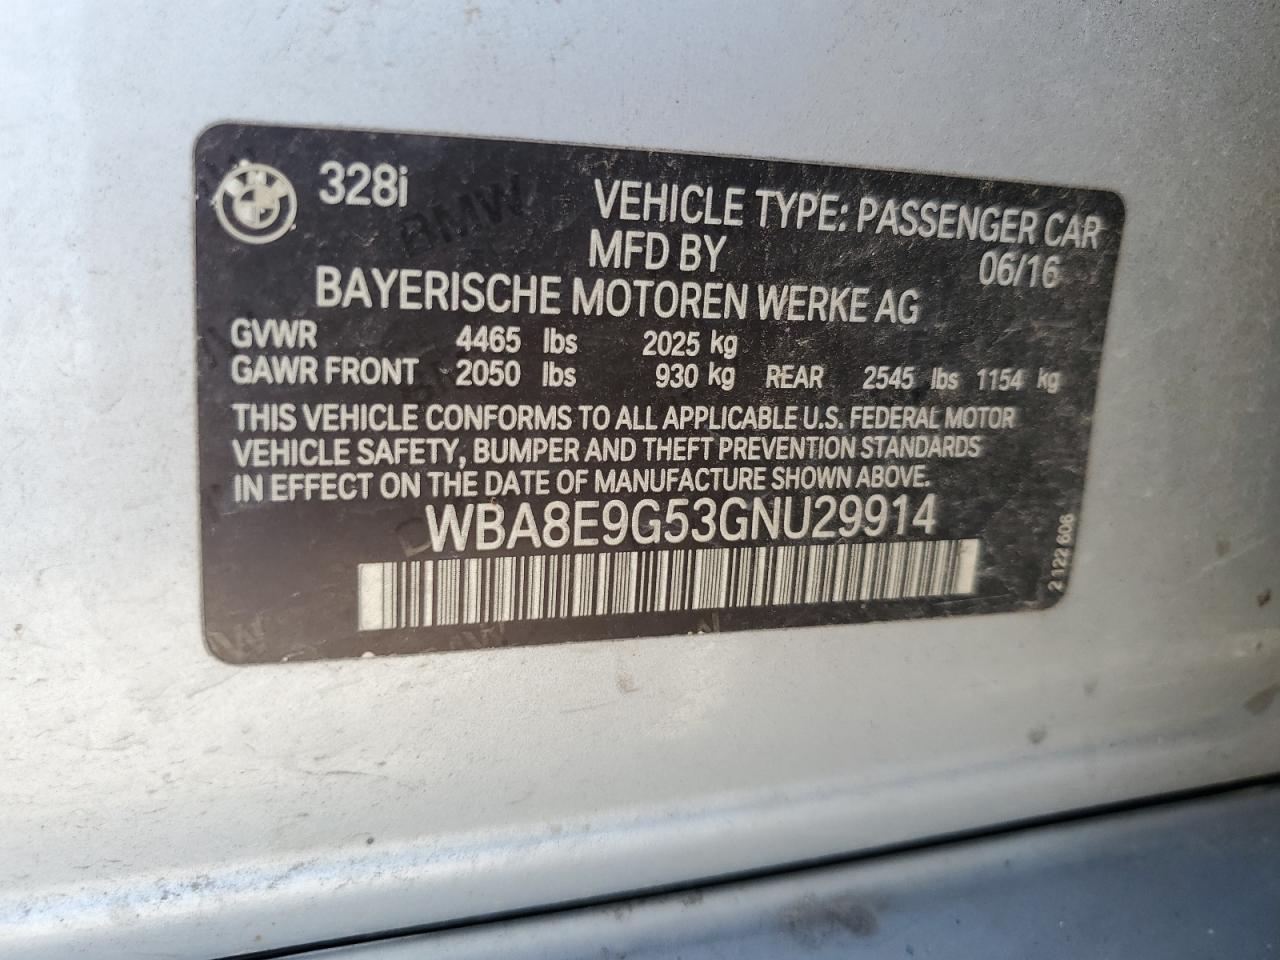 328i
VEHICLE TYPE: PASSENGER CAR
MFD BY 06/16
BAYERISCHE MOTOREN WERKE AG
GVWR 4465 lbs 2025 kg
GAWR FRONT 2050 lbs 930 kg REAR 2545 lbs 1154 kg
THIS VEHICLE CONFORMS TO ALL APPLICABLE U.S. FEDERAL MOTOR
VEHICLE SAFETY, BUMPER AND THEFT PREVENTION STANDARDS
IN EFFECT ON THE DATE OF MANUFACTURE SHOWN ABOVE.
WBA8E9G53GNU29914
2 122 606
BMW